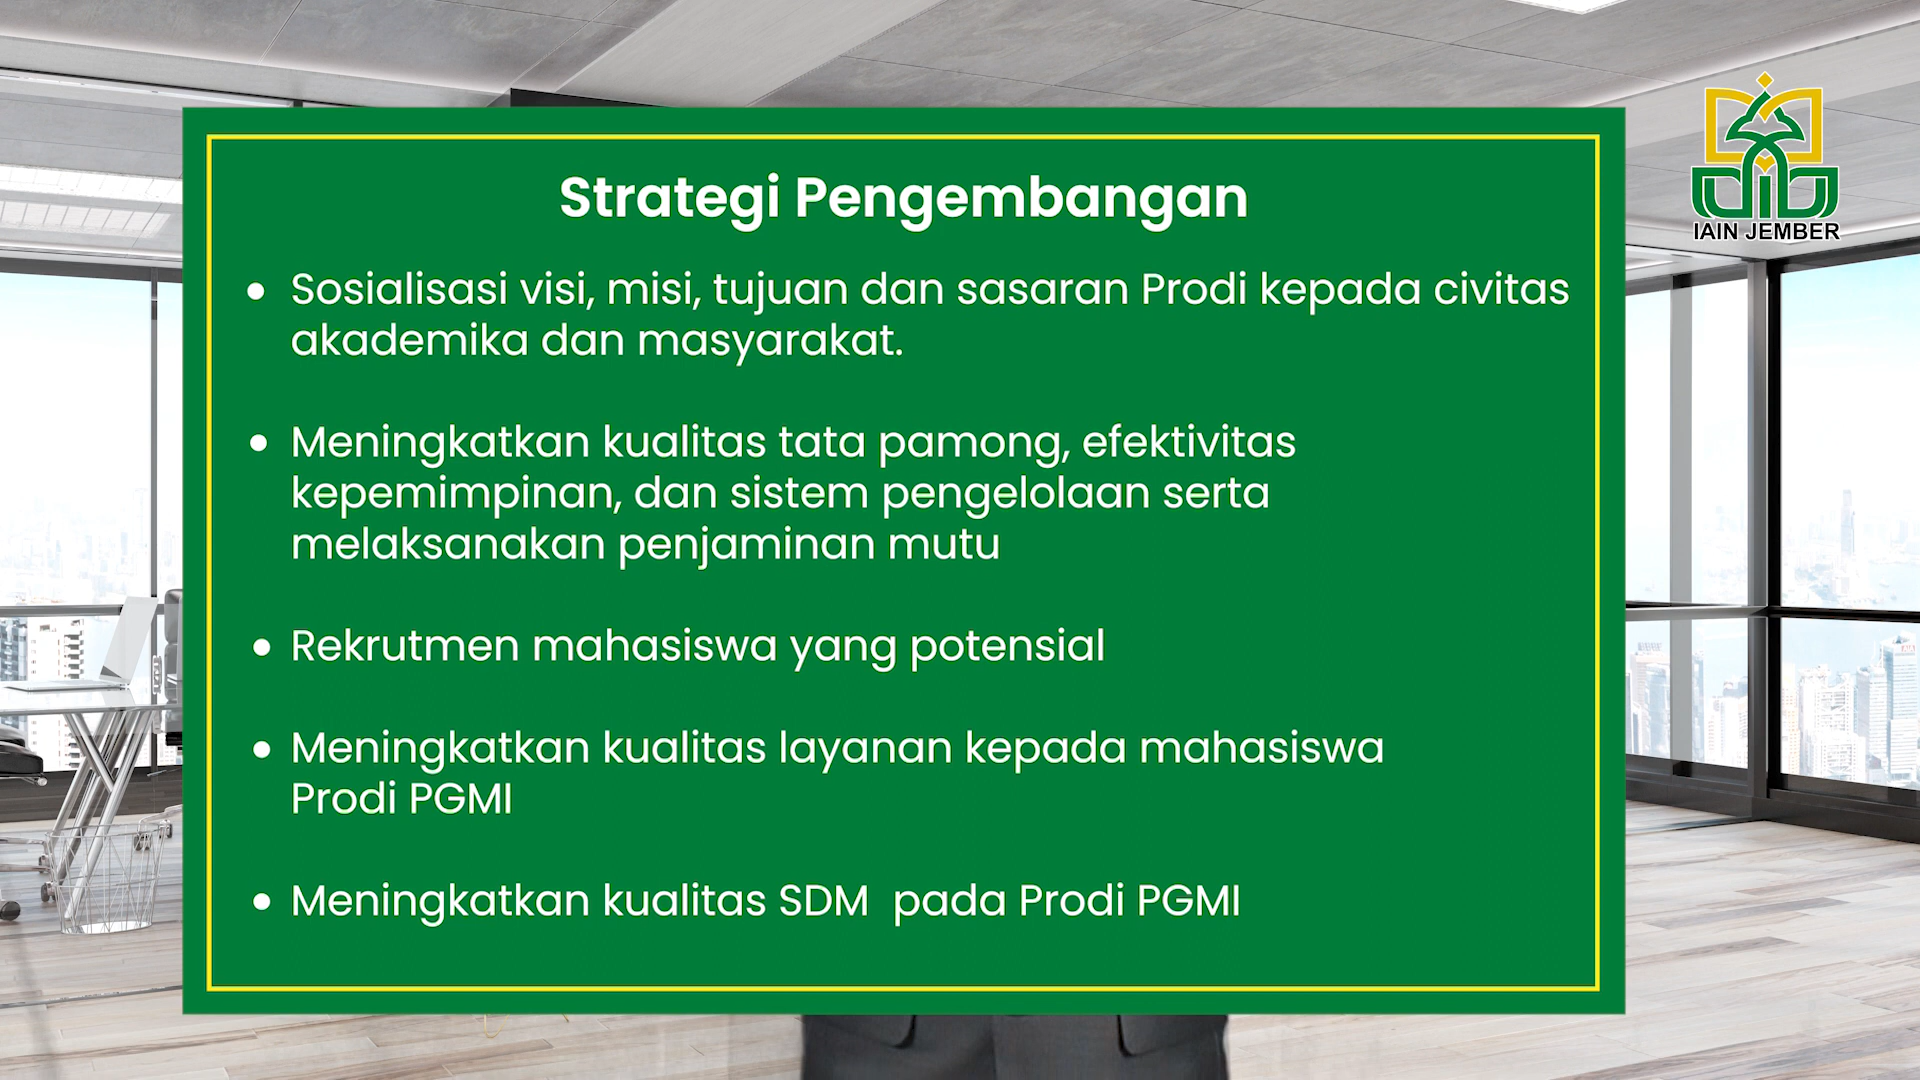 Strategi Pengembangan
• Sosialisasi visi, misi, tujuan dan sasaran Prodi kepada civitas
akademika dan masyarakat.
• Meningkatkan kualitas tata pamong, efektivitas
kepemimpinan, dan sistem pengelolaan serta
melaksanakan penjaminan mutu
• Rekrutmen mahasiswa yang potensial
• Meningkatkan kualitas layanan kepada mahasiswa
Prodi PGMI
• Meningkatkan kualitas SDM  pada Prodi PGMI
IAIN JEMBER